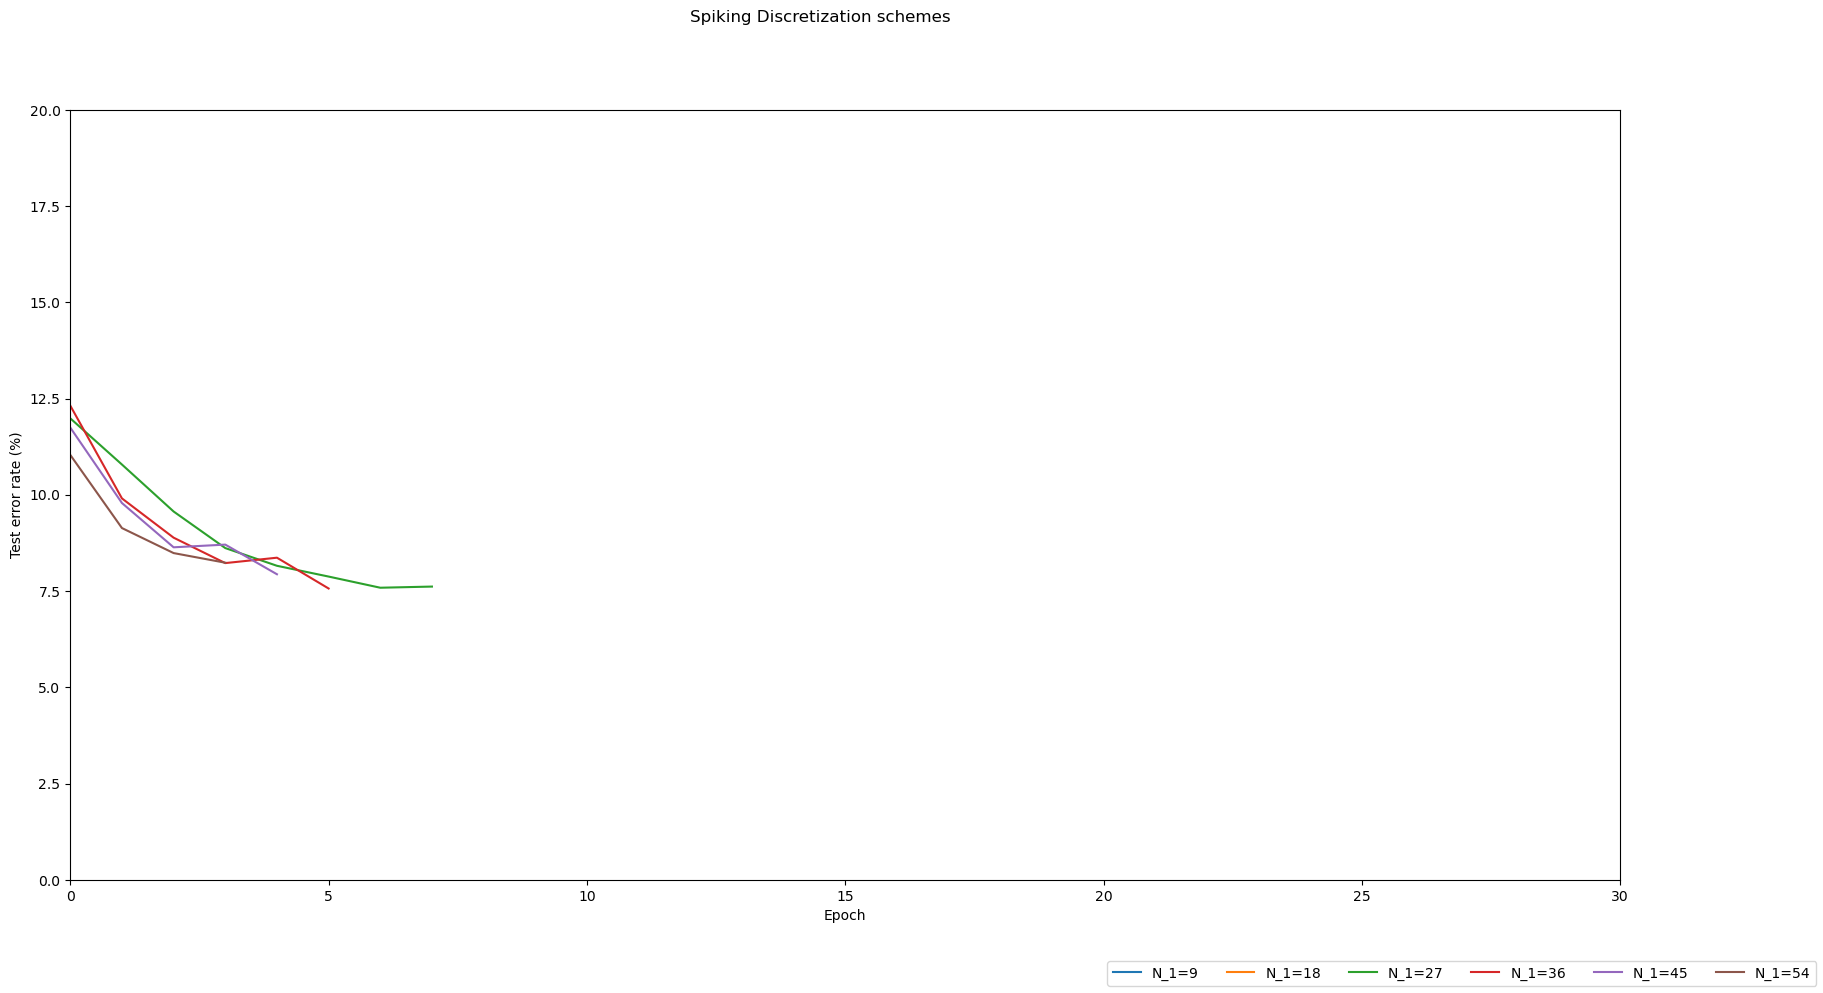 Spiking Discretization schemes
20.0
17.5
15.0
12.5
10.0
7.5
5.0
2.5
0.0
Test error rate (%)
0 5 10 15 20 25 30
Epoch
N_1=9 N_1=18 N_1=27 N_1=36 N_1=45 N_1=54